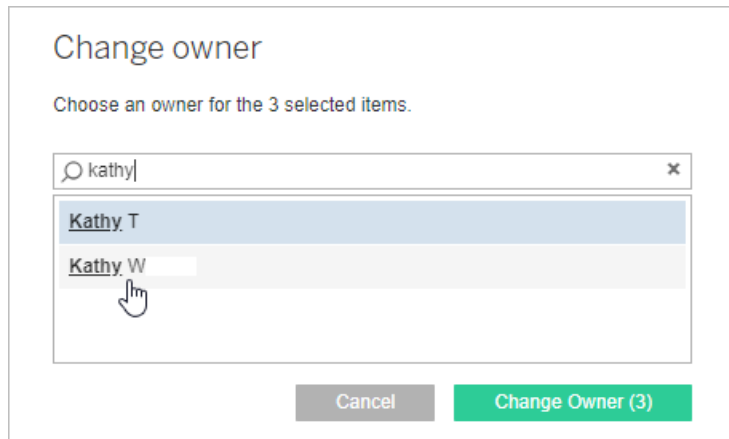 Change owner
Choose an owner for the 3 selected items.
kathy
Kathy T
Kathy W
Cancel Change Owner (3)